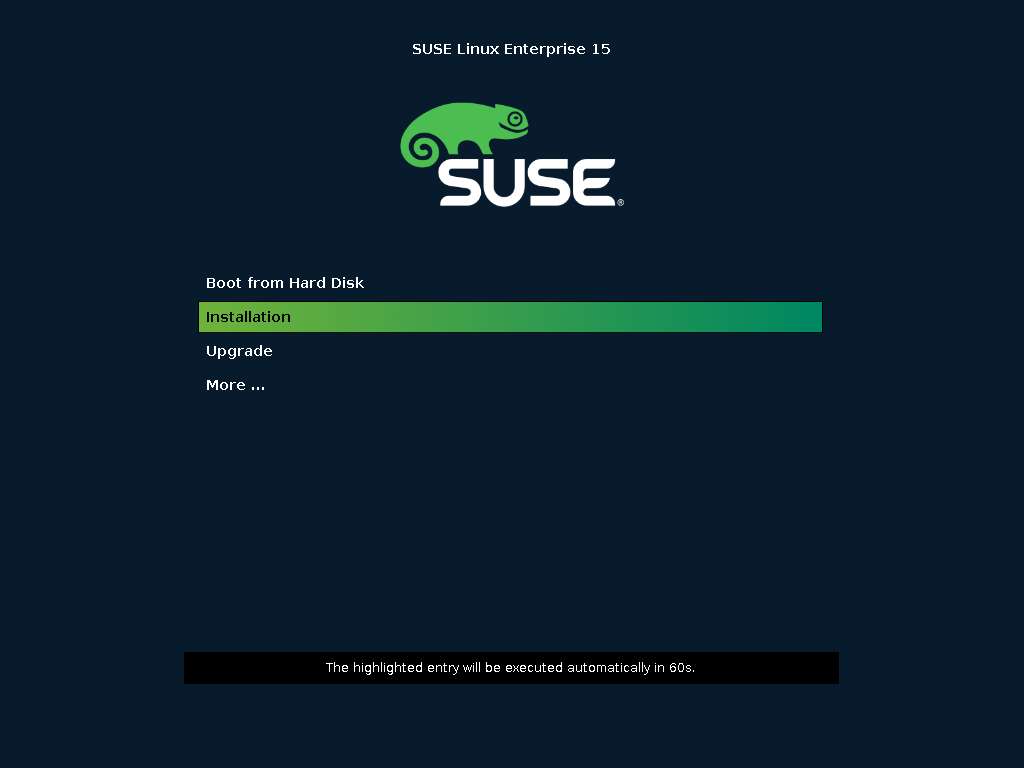 SUSE Linux Enterprise 15
SUSE®
Boot from Hard Disk
Installation
Upgrade
More ...
The highlighted entry will be executed automatically in 60s.